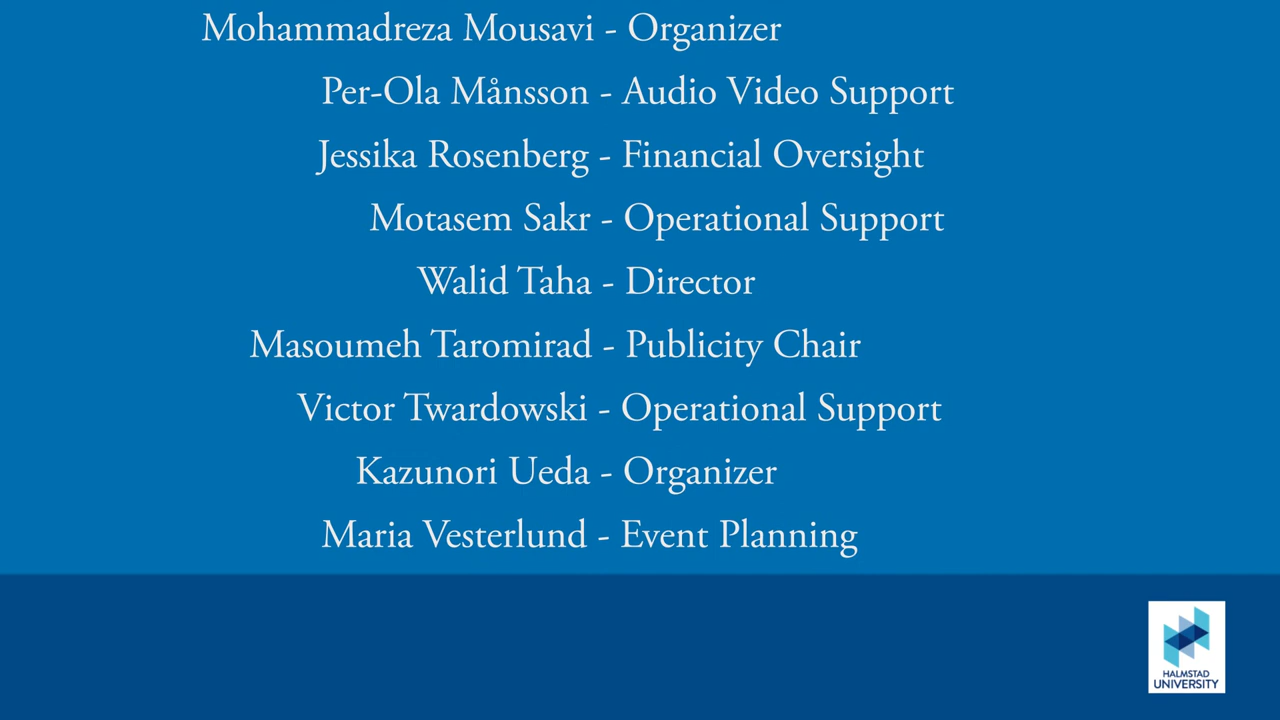 Mohammadreza Mousavi - Organizer
Per-Ola Månsson - Audio Video Support
Jessika Rosenberg - Financial Oversight
Motasem Sakr - Operational Support
Walid Taha - Director
Masoumeh Taromirad - Publicity Chair
Victor Twardowski - Operational Support
Kazunori Ueda - Organizer
Maria Vesterlund - Event Planning
HALMSTAD
UNIVERSITY